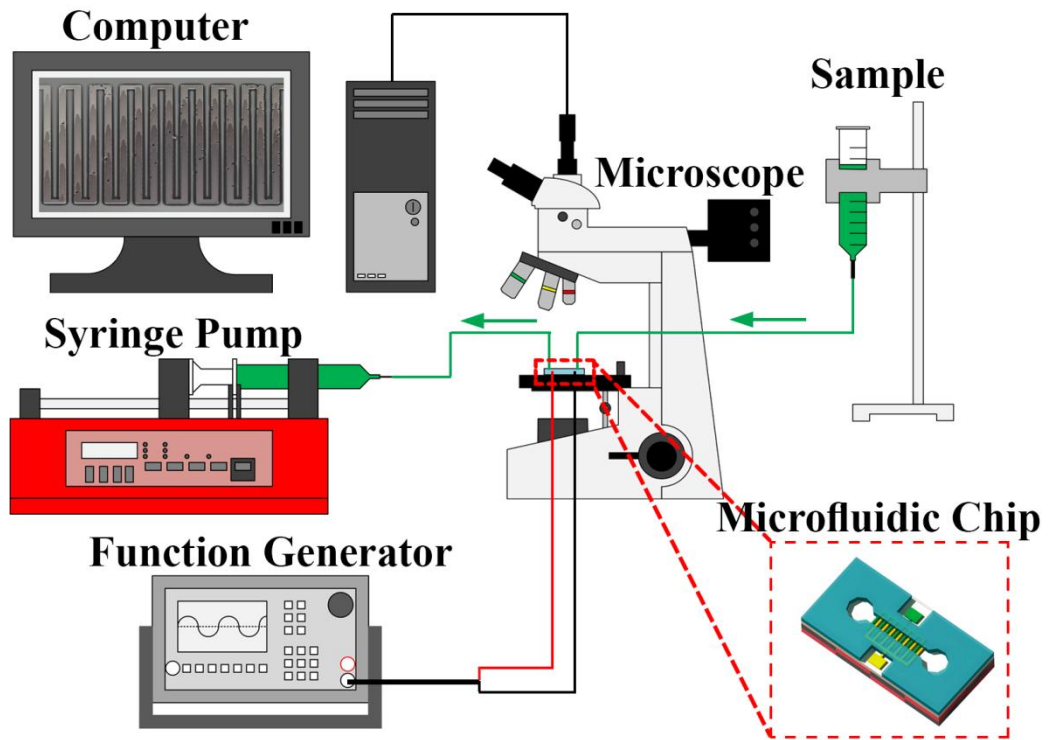 Computer
Sample
Microscope
Syringe Pump
Microfluidic Chip
Function Generator